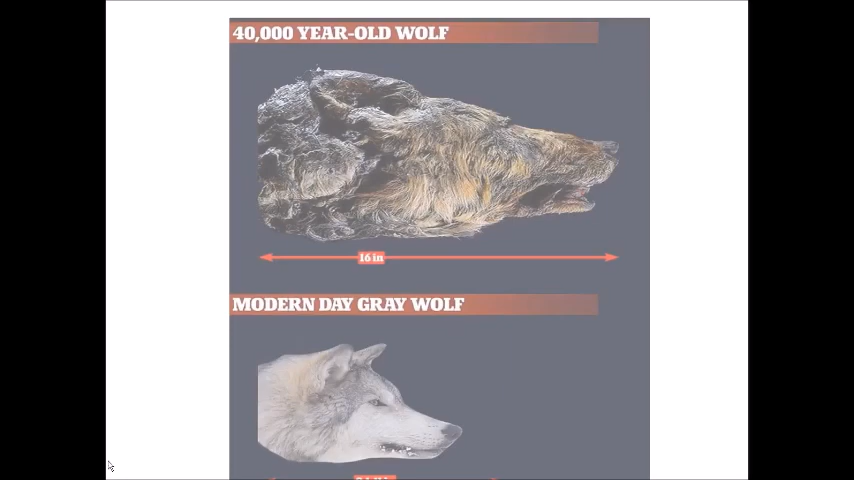 40,000 YEAR-OLD WOLF
16 in
MODERN DAY GRAY WOLF